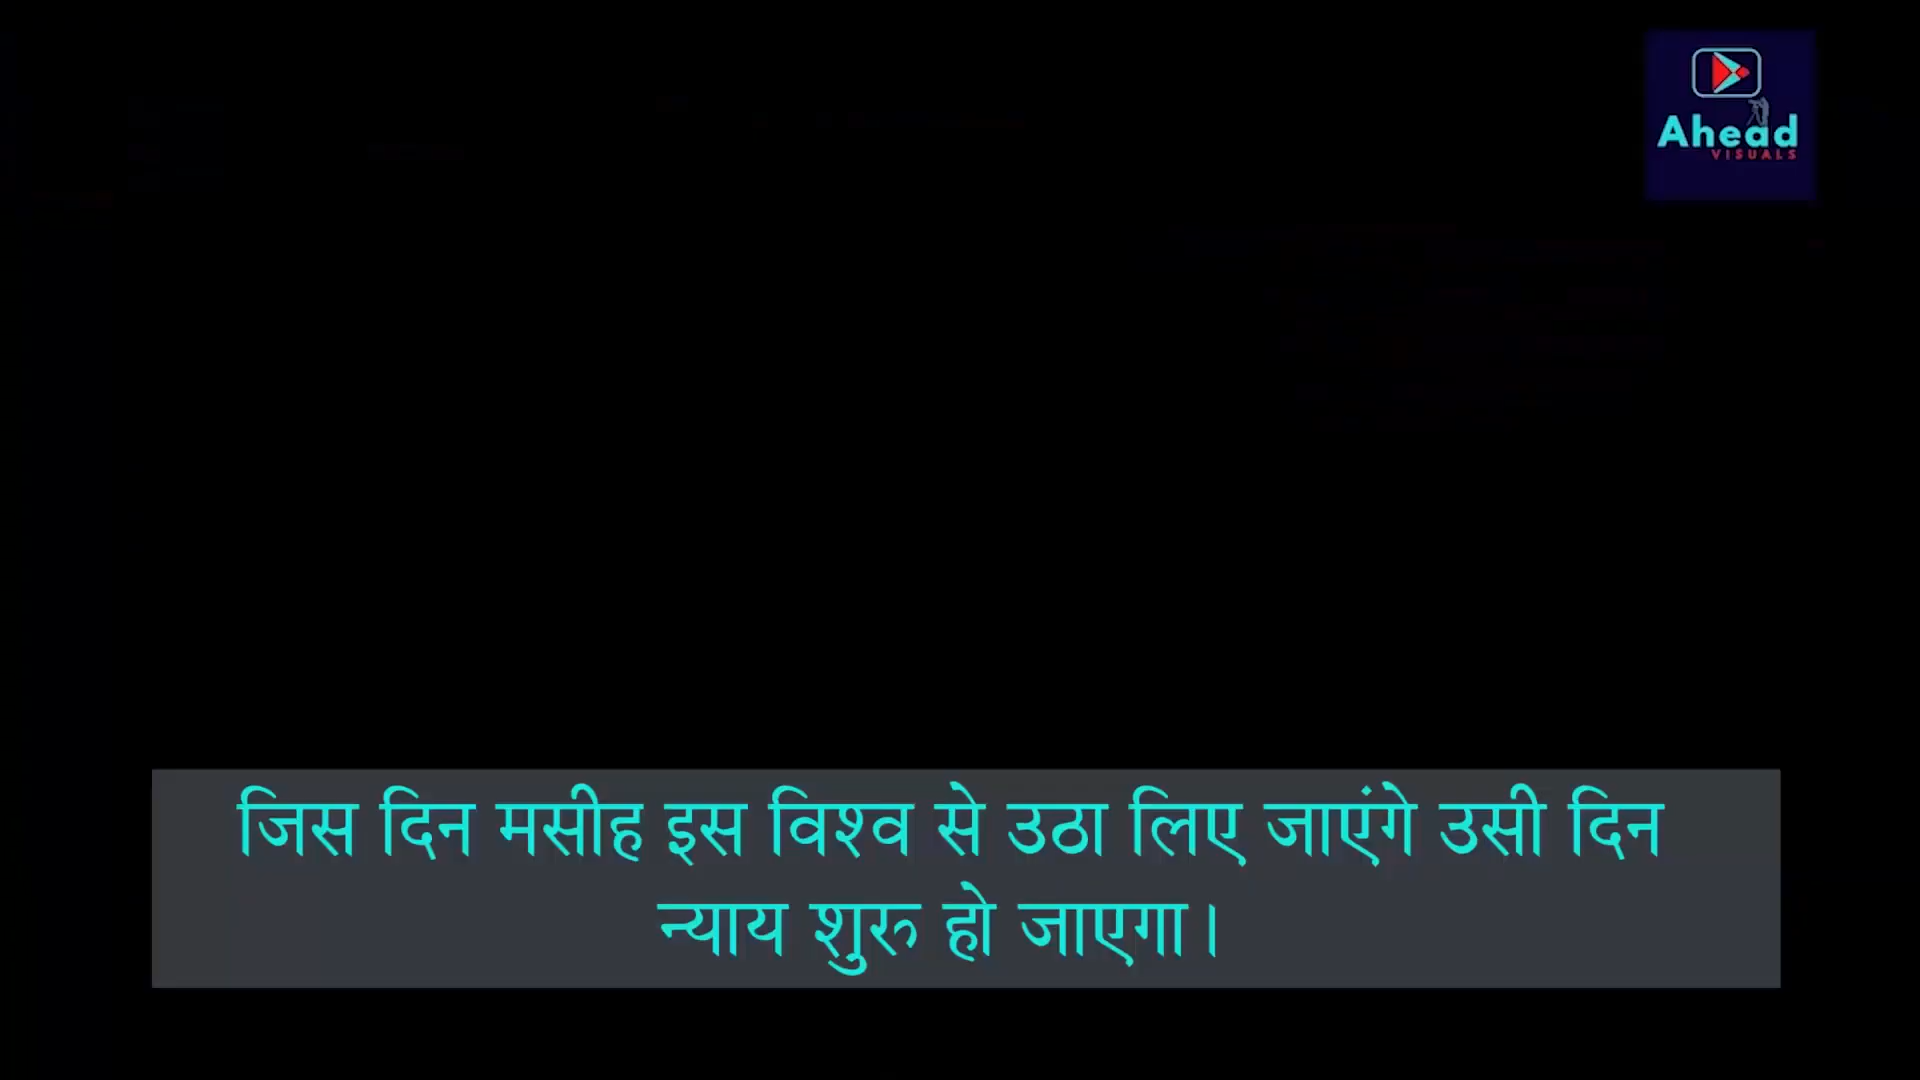 Ahead
VISUALS
जिस दिन मसीह इस विश्व से उठा लिए जाएंगे उसी दिन
न्याय शुरु हो जाएगा।